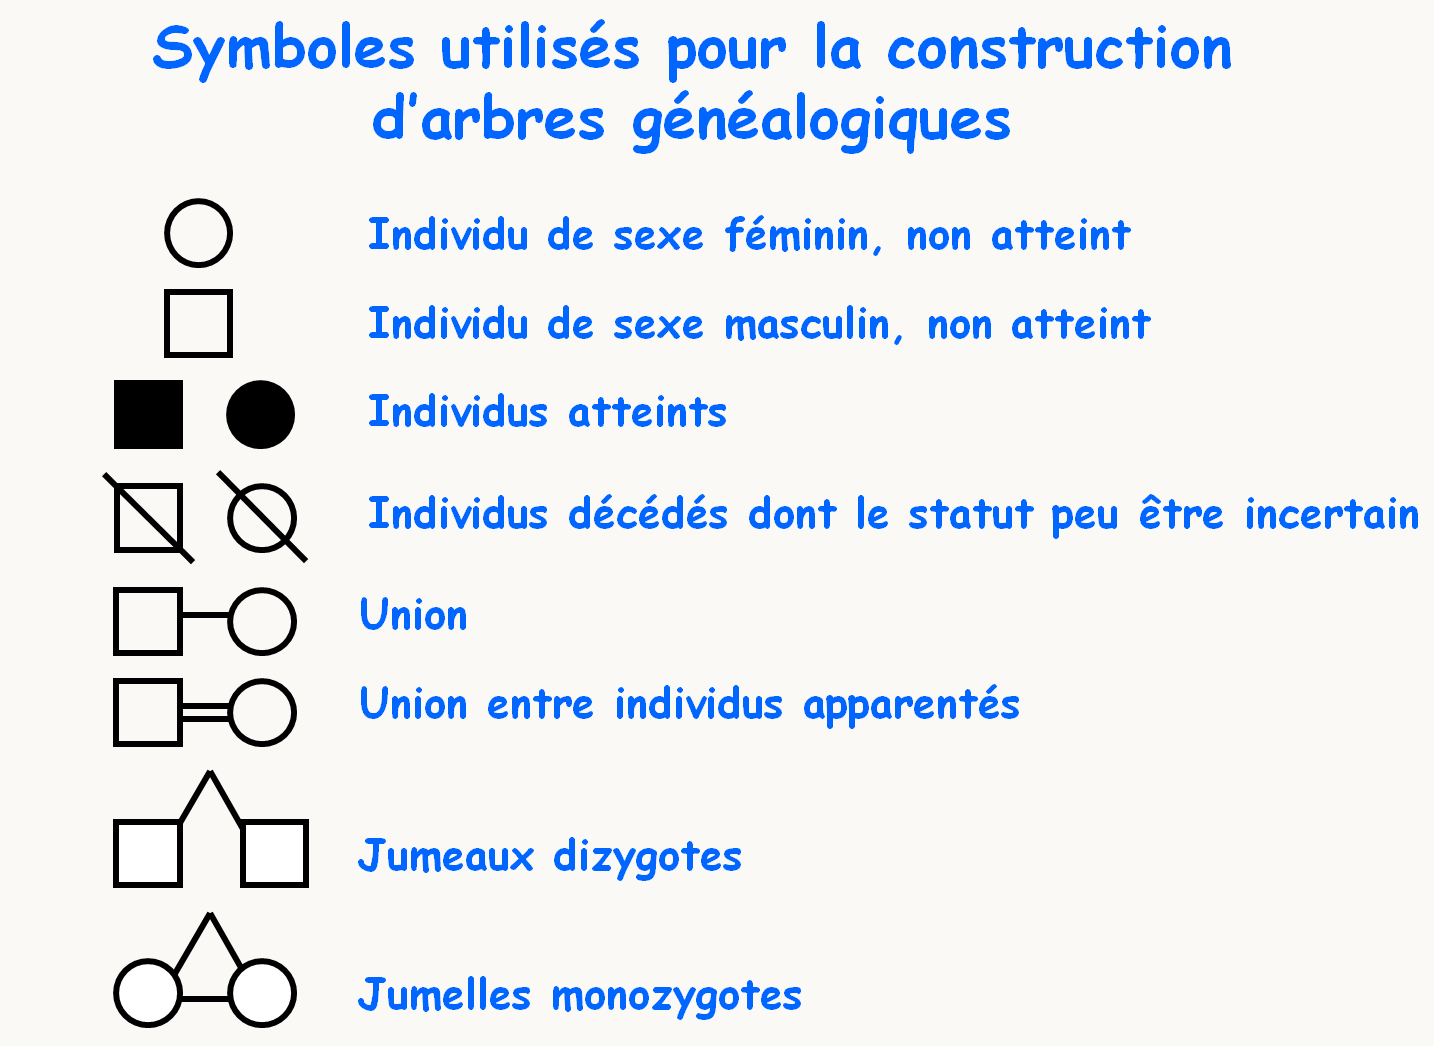 Symboles utilisés pour la construction
d'arbres généalogiques
Individu de sexe féminin, non atteint
Individu de sexe masculin, non atteint
Individus atteints
Individus décédés dont le statut peu être incertain
Union
Union entre individus apparentés
Jumeaux dizygotes
Jumelles monozygotes